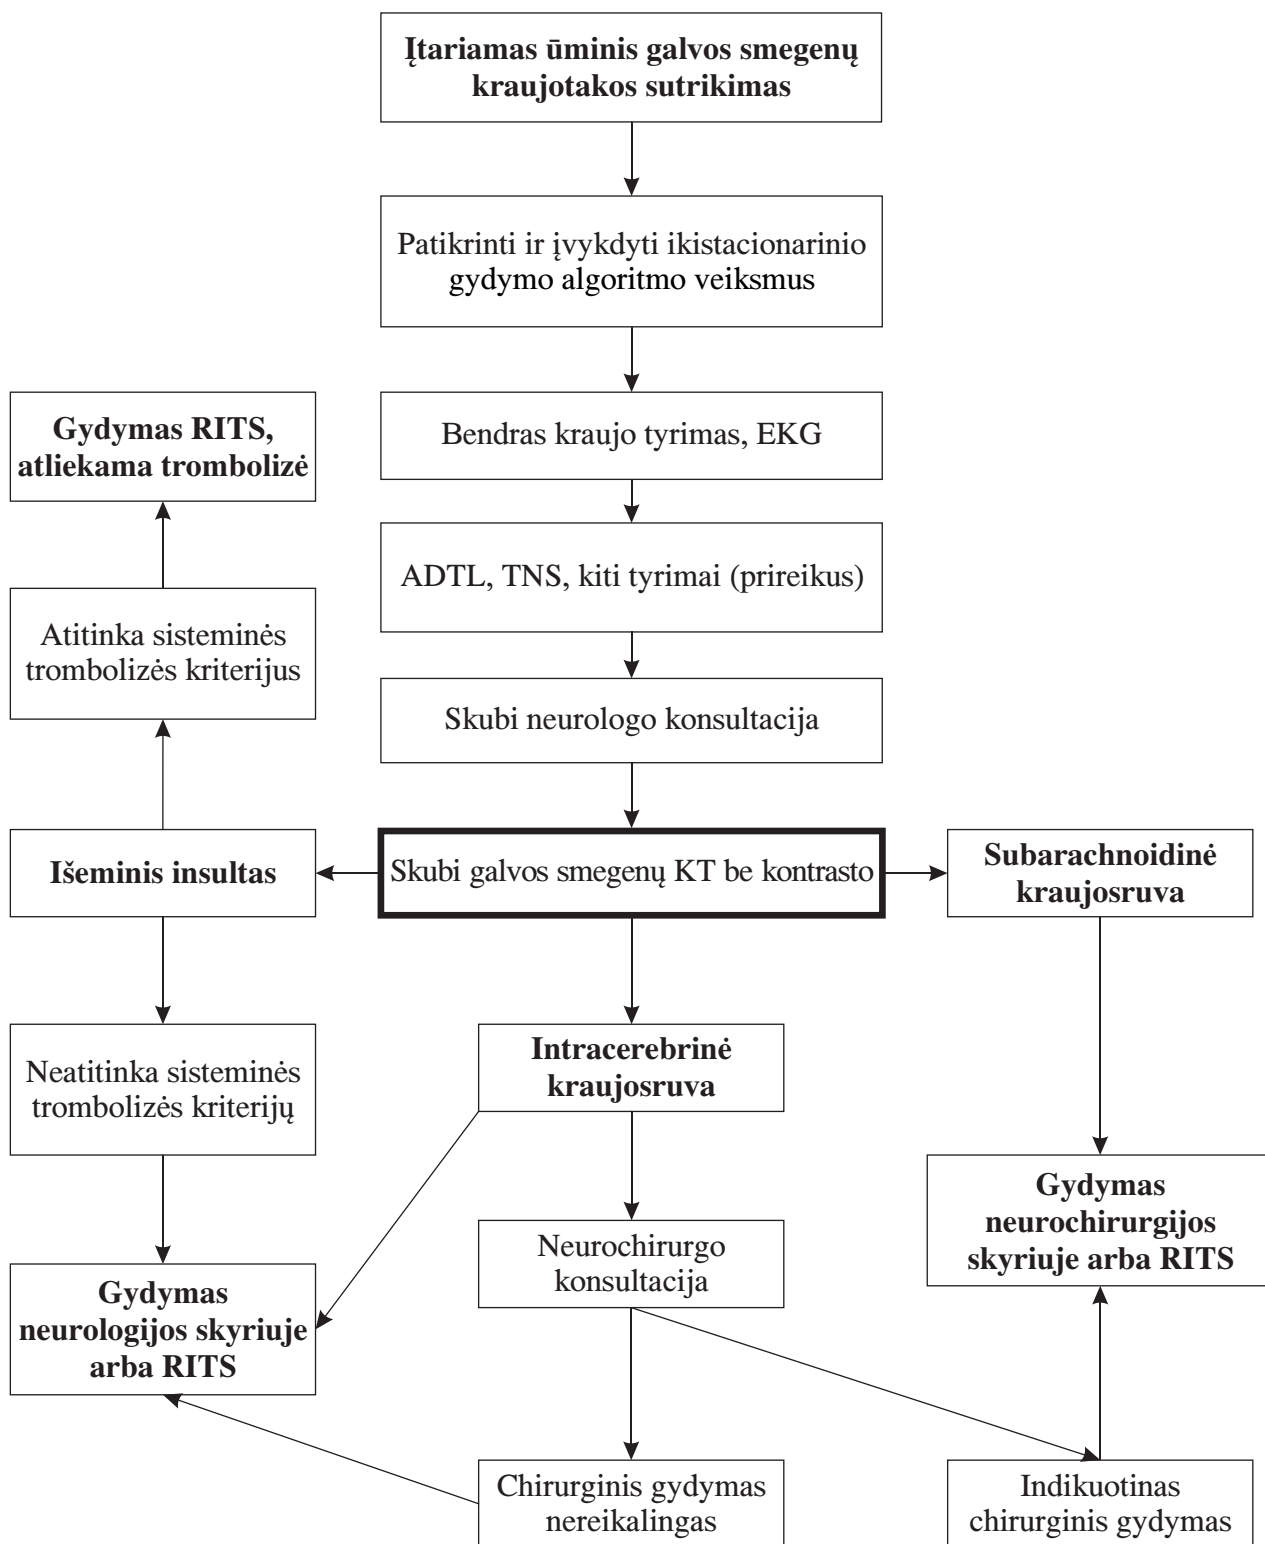 Įtariamas ūminis galvos smegenų
kraujotakos sutrikimas
Patikrinti ir įvykdyti ikistacionarinio
gydymo algoritmo veiksmus
Bendras kraujo tyrimas, EKG
Gydymas RITS,
atliekama trombolizė
ADTL, TNS, kiti tyrimai (prireikus)
Atitinka sisteminės
trombolizės kriterijus
Skubi neurologo konsultacija
Išeminis insultas
Skubi galvos smegenų KT be kontrasto
Subarachnoidinė
kraujosruva
Neatitinka sisteminės
trombolizės kriterijų
Intracerebrinė
kraujosruva
Gydymas
neurochirurgijos
skyriuje arba RITS
Neurochirurgo
konsultacija
Gydymas
neurologijos skyriuje
arba RITS
Chirurginis gydymas
nereikalingas
Indikuotinas
chirurginis gydymas